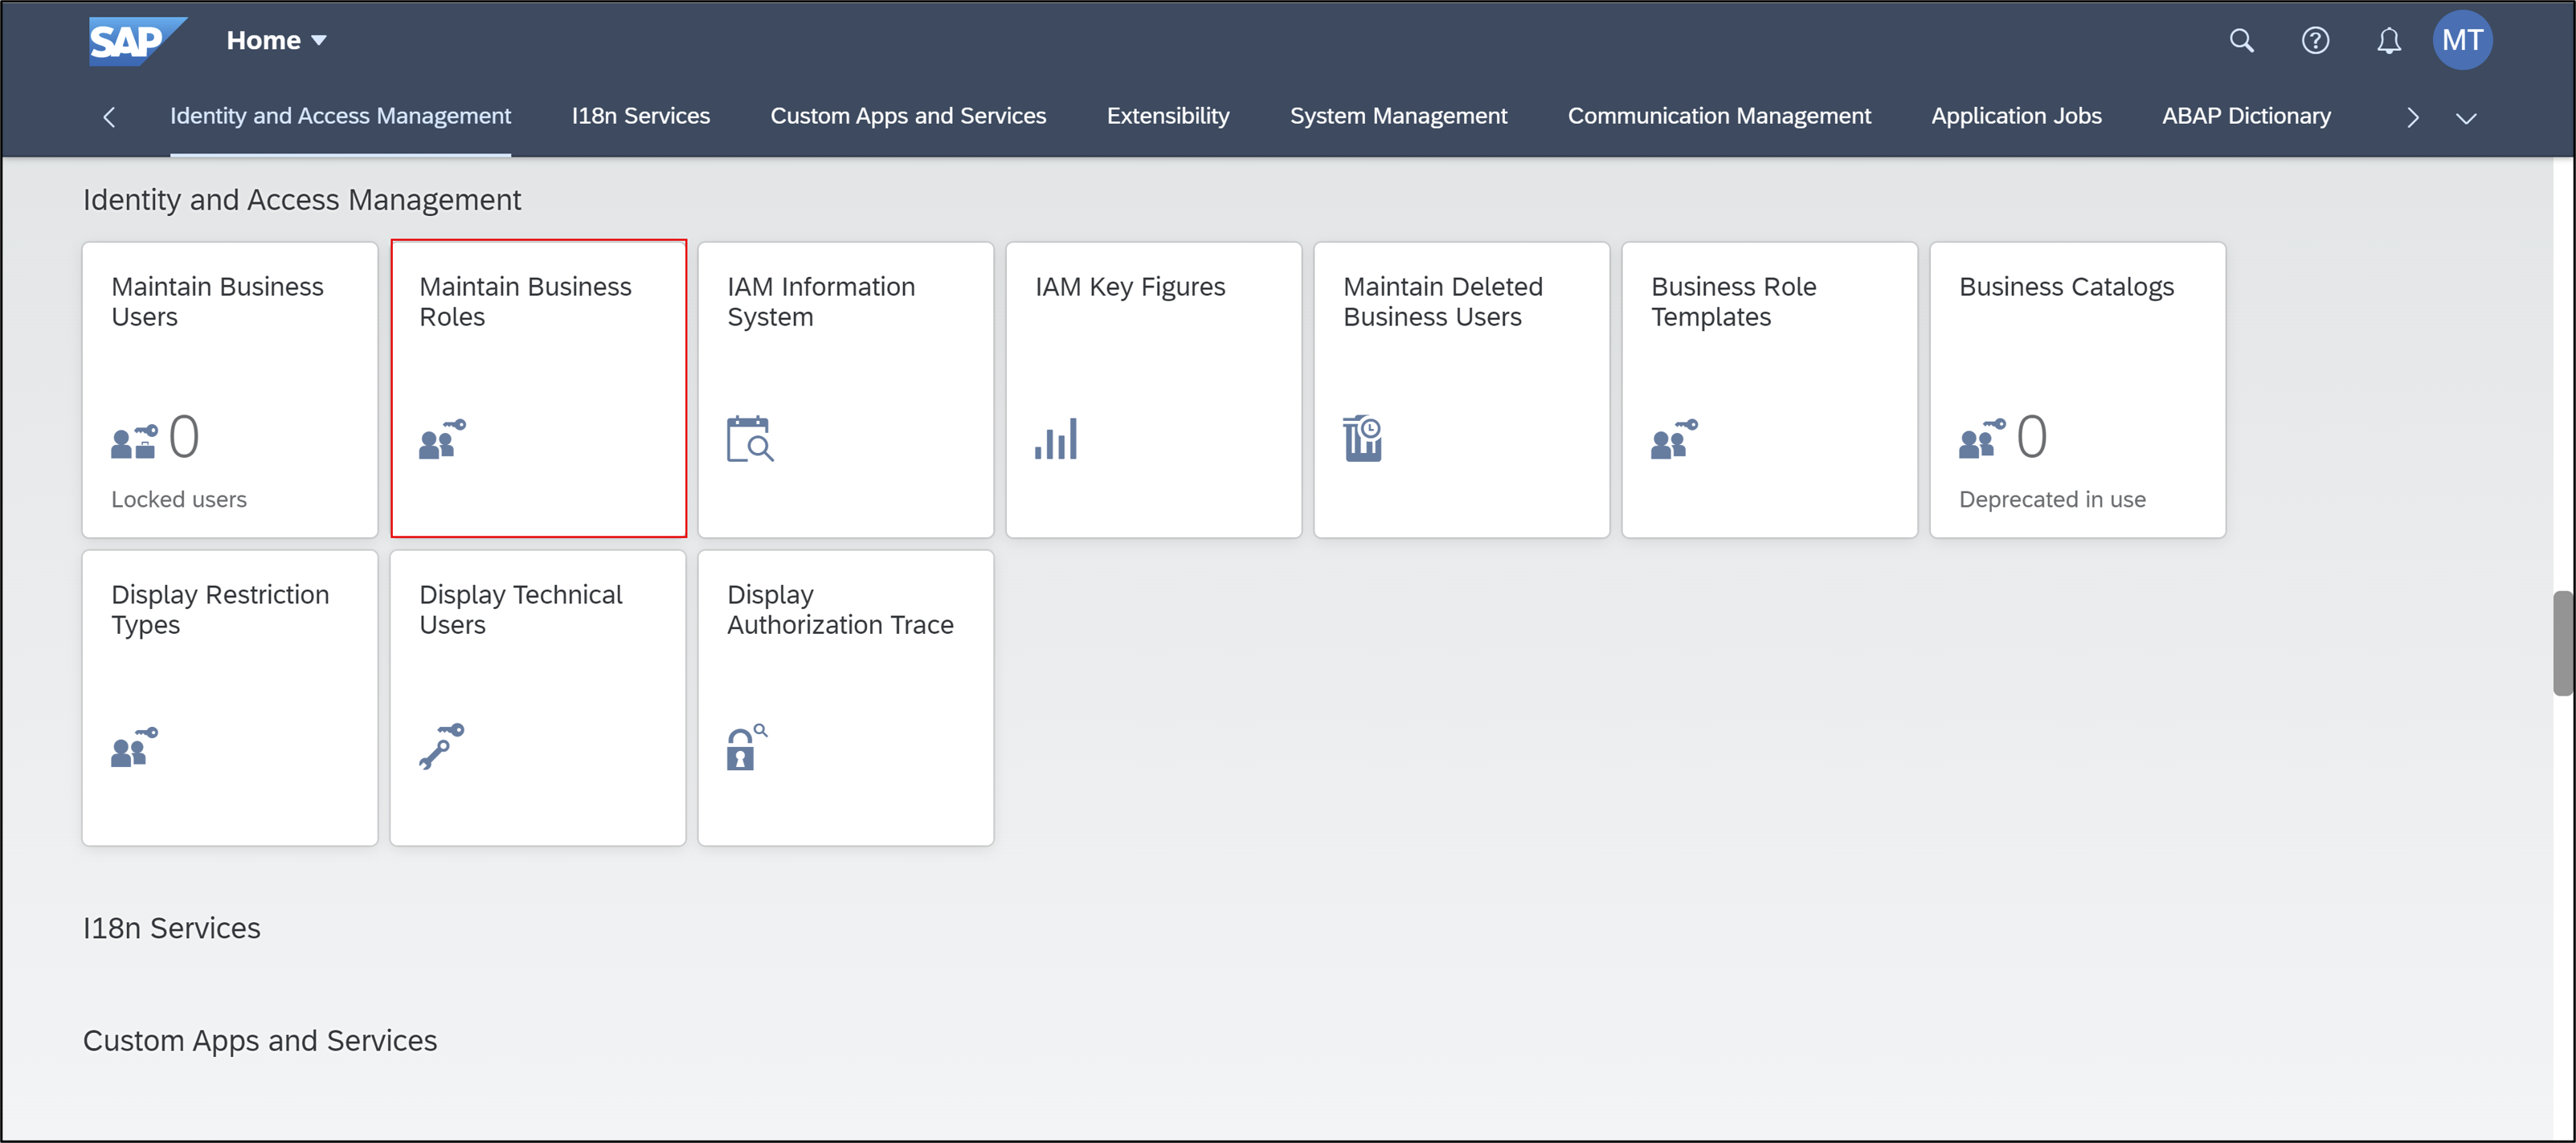 SAP Home
MT
Identity and Access Management I18n Services Custom Apps and Services Extensibility System Management Communication Management Application Jobs ABAP Dictionary
Identity and Access Management
Maintain Business
Users
0
Locked users
Maintain Business
Roles
IAM Information
System
IAM Key Figures
Maintain Deleted
Business Users
Business Role
Templates
Business Catalogs
0
Deprecated in use
Display Restriction
Types
Display Technical
Users
Display
Authorization Trace
I18n Services
Custom Apps and Services